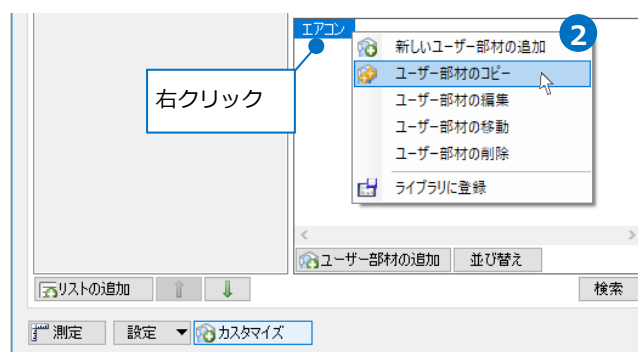 エアコン
2
新しいユーザー部材の追加
右クリック
ユーザー部材のコピー
ユーザー部材の編集
ユーザー部材の移動
ユーザー部材の削除
ライブラリに登録
ユーザー部材の追加 並び替え
リストの追加 検索
測定 設定 カスタマイズ